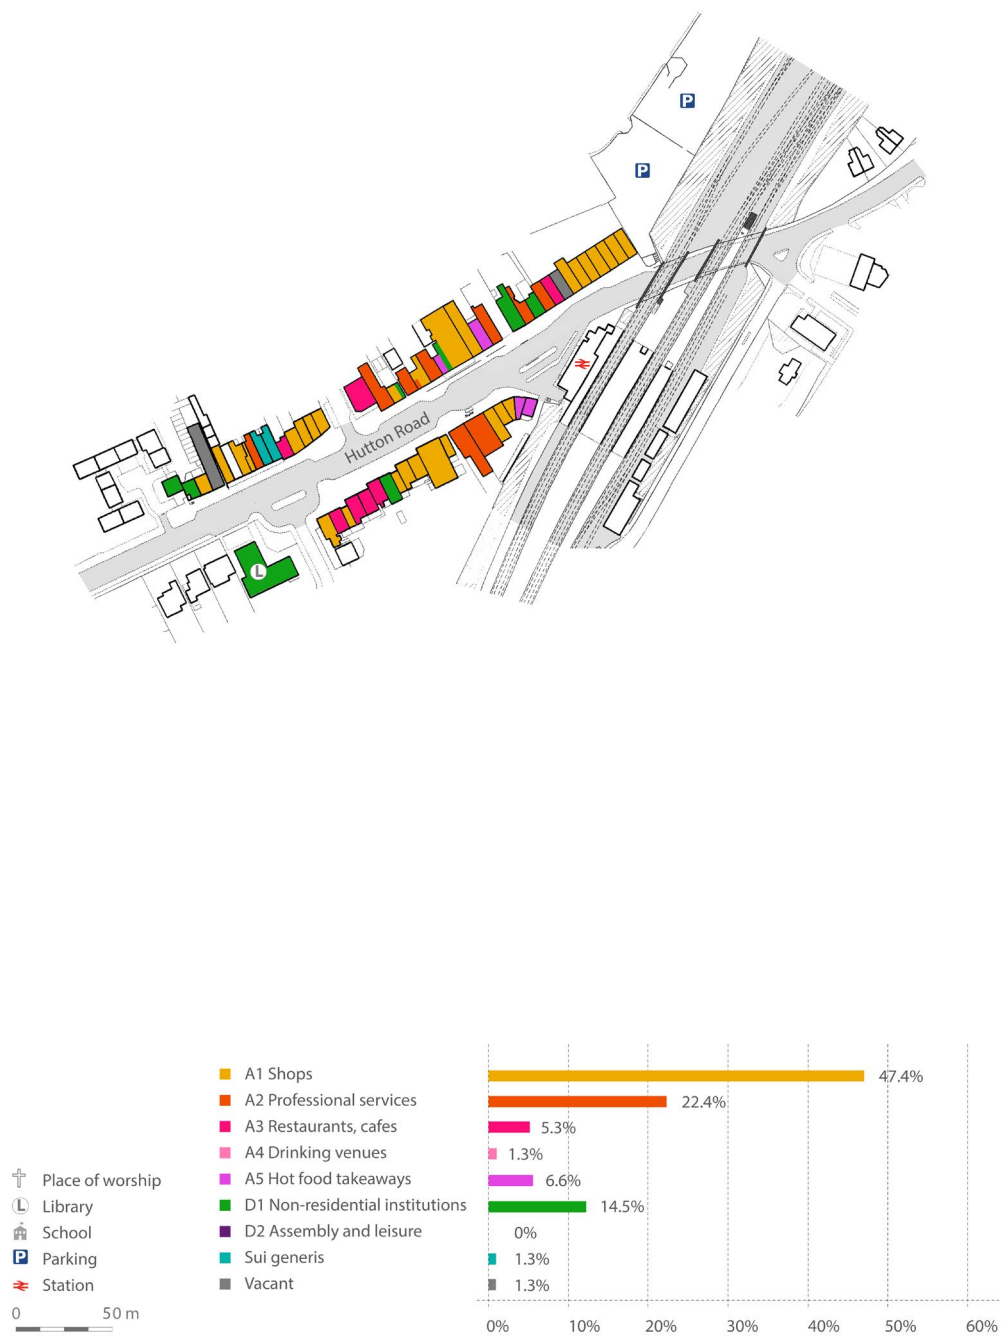 P
P
Hutton Road
L
A1 Shops
47.4%
A2 Professional services
22.4%
A3 Restaurants, cafes
5.3%
A4 Drinking venues
1.3%
Place of worship
A5 Hot food takeaways
6.6%
L Library
D1 Non-residential institutions
14.5%
School
D2 Assembly and leisure
0%
P Parking
Sui generis
1.3%
Station
Vacant
1.3%
0 50 m
0% 10% 20% 30% 40% 50% 60%